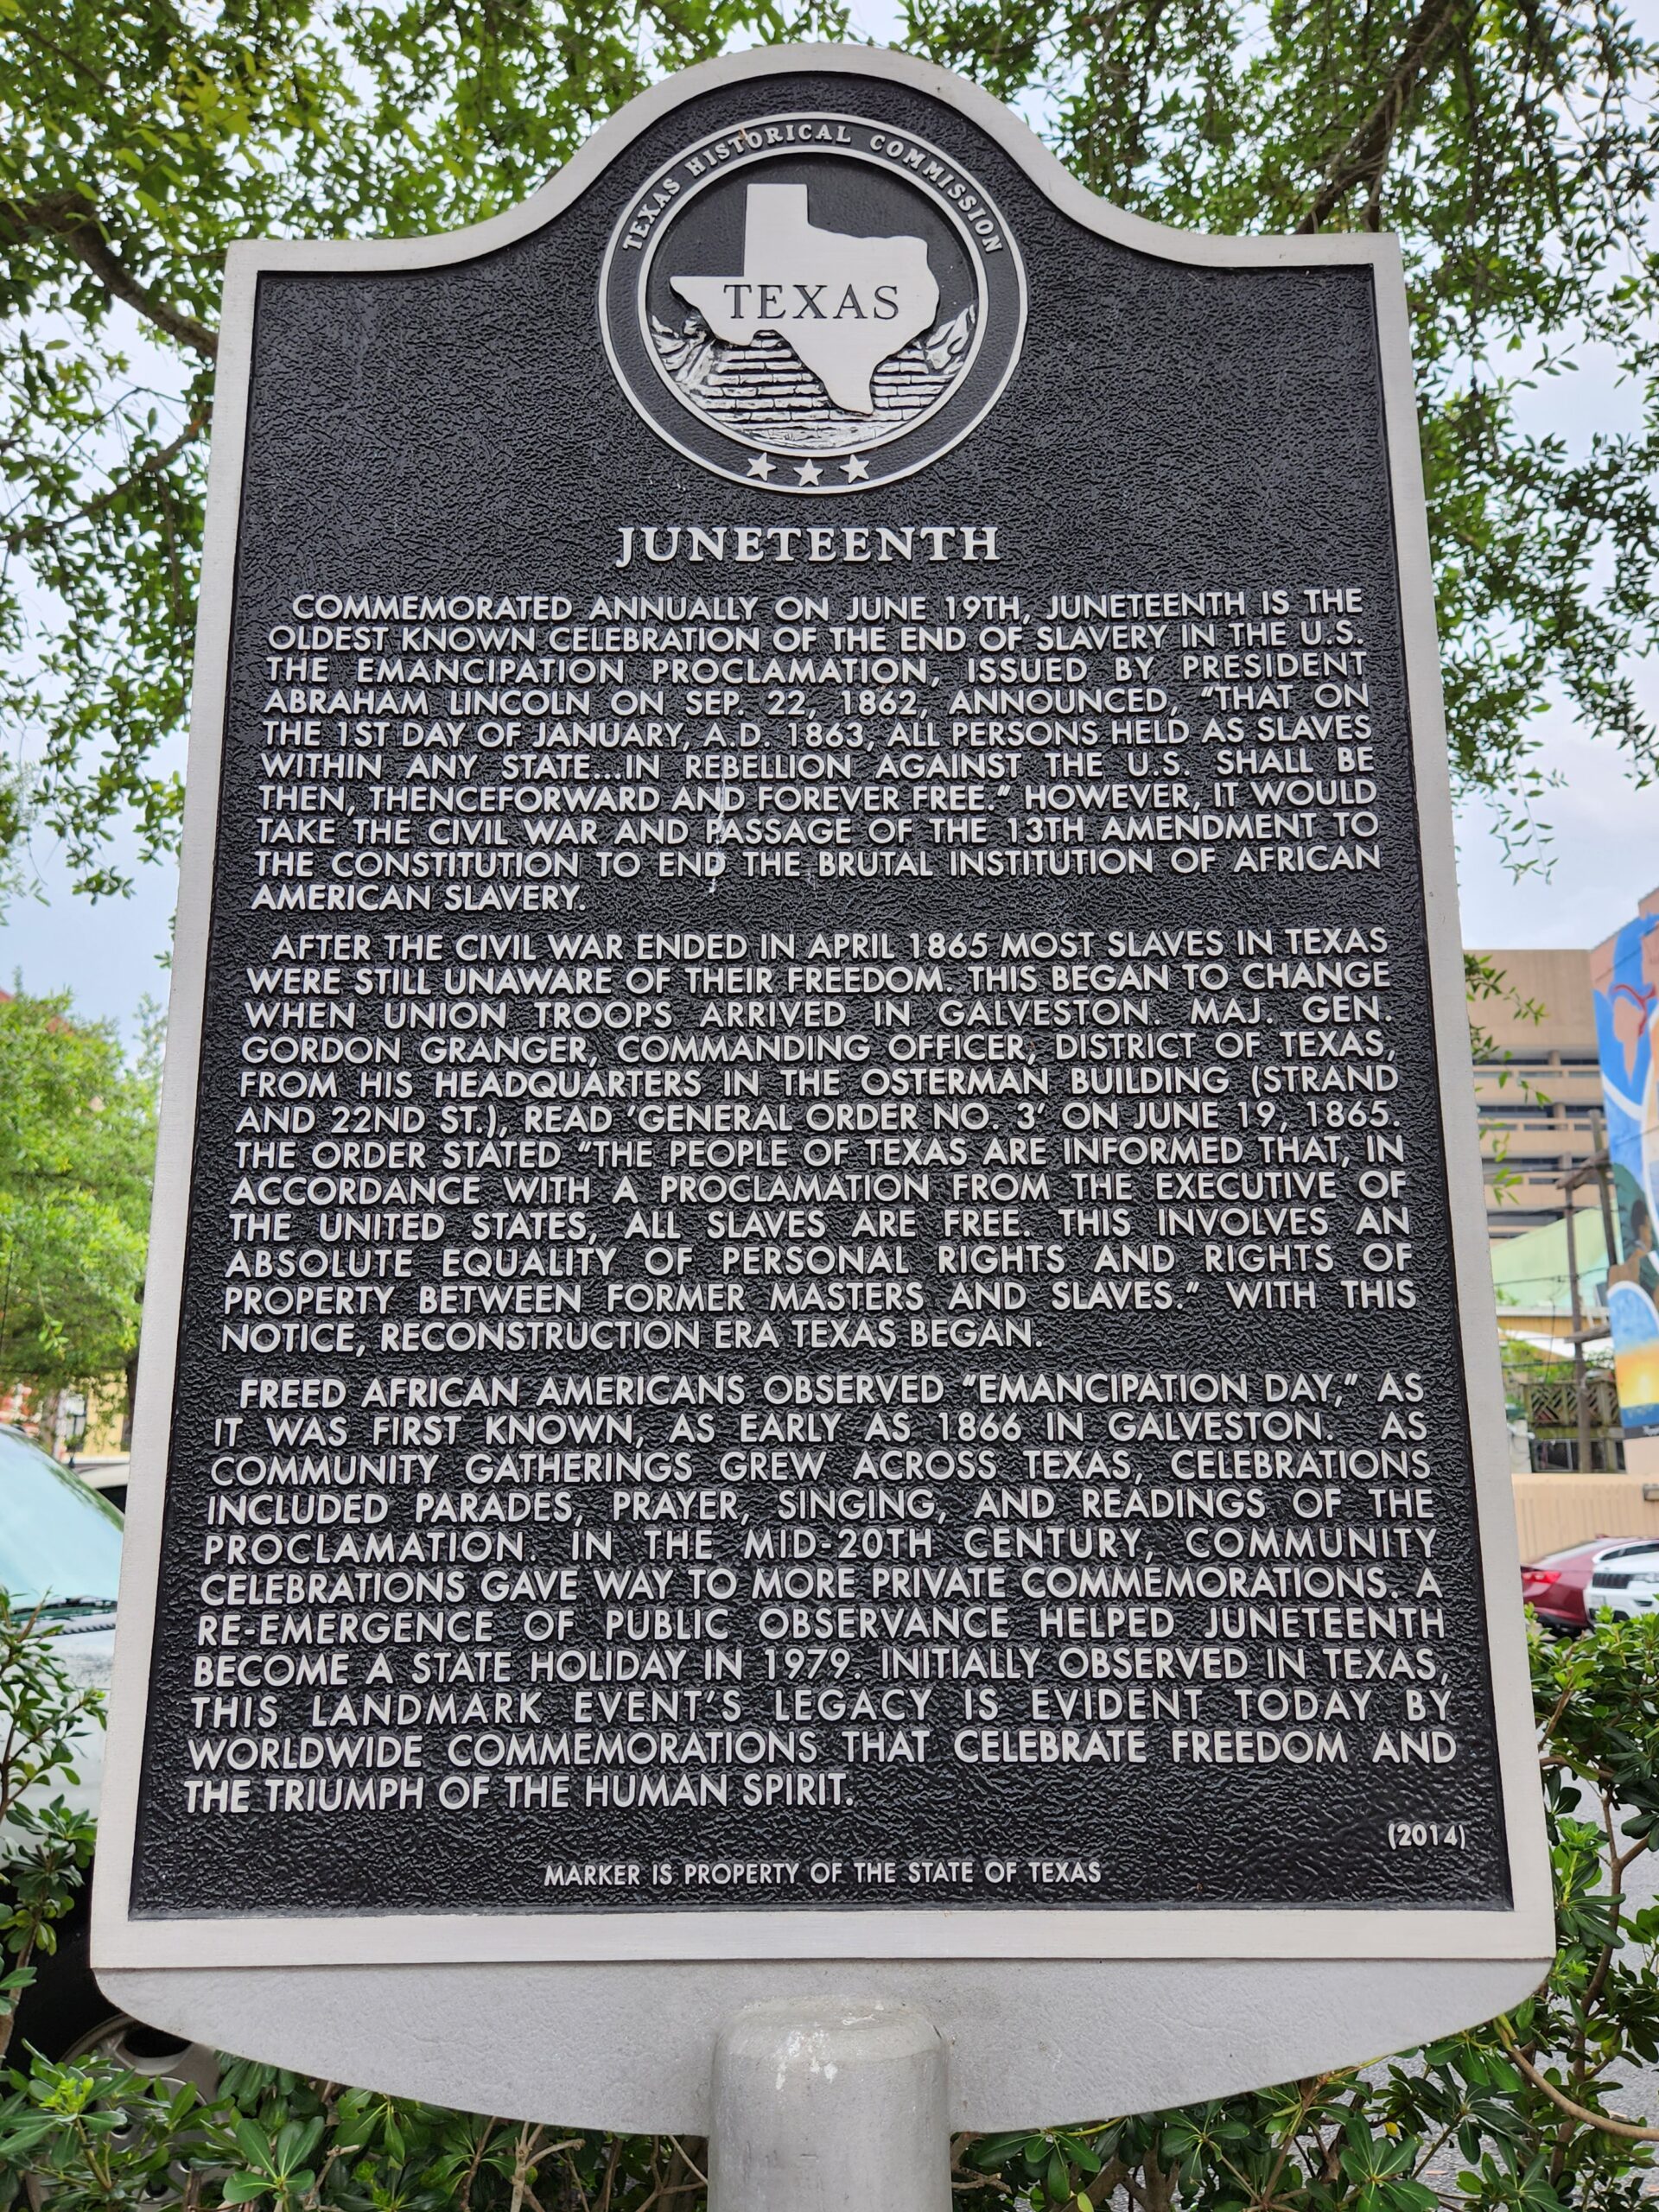 TEXAS HISTORICAL COMMISSION
TEXAS
JUNETEENTH
COMMEMORATED ANNUALLY ON JUNE 19TH, JUNETEENTH IS THE
OLDEST KNOWN CELEBRATION OF THE END OF SLAVERY IN THE U.S.
THE EMANCIPATION PROCLAMATION, ISSUED BY PRESIDENT
ABRAHAM LINCOLN ON SEP. 22, 1862, ANNOUNCED, "THAT ON
THE 1ST DAY OF JANUARY, A.D. 1863, ALL PERSONS HELD AS SLAVES
WITHIN ANY STATE...IN REBELLION AGAINST THE U.S. SHALL BE
THEN, THENCEFORWARD AND FOREVER FREE." HOWEVER, IT WOULD
TAKE THE CIVIL WAR AND PASSAGE OF THE 13TH AMENDMENT TO
THE CONSTITUTION TO END THE BRUTAL INSTITUTION OF AFRICAN
AMERICAN SLAVERY.
AFTER THE CIVIL WAR ENDED IN APRIL 1865 MOST SLAVES IN TEXAS
WERE STILL UNAWARE OF THEIR FREEDOM. THIS BEGAN TO CHANGE
WHEN UNION TROOPS ARRIVED IN GALVESTON. MAJ. GEN.
GORDON GRANGER, COMMANDING OFFICER, DISTRICT OF TEXAS,
FROM HIS HEADQUARTERS IN THE OSTERMAN BUILDING (STRAND
AND 22ND ST.), READ 'GENERAL ORDER NO. 3' ON JUNE 19, 1865.
THE ORDER STATED "THE PEOPLE OF TEXAS ARE INFORMED THAT, IN
ACCORDANCE WITH A PROCLAMATION FROM THE EXECUTIVE OF
THE UNITED STATES, ALL SLAVES ARE FREE. THIS INVOLVES AN
ABSOLUTE EQUALITY OF PERSONAL RIGHTS AND RIGHTS OF
PROPERTY BETWEEN FORMER MASTERS AND SLAVES." WITH THIS
NOTICE, RECONSTRUCTION ERA TEXAS BEGAN.
FREED AFRICAN AMERICANS OBSERVED "EMANCIPATION DAY," AS
IT WAS FIRST KNOWN, AS EARLY AS 1866 IN GALVESTON. AS
COMMUNITY GATHERINGS GREW ACROSS TEXAS, CELEBRATIONS
INCLUDED PARADES, PRAYER, SINGING, AND READINGS OF THE
PROCLAMATION. IN THE MID-20TH CENTURY, COMMUNITY
CELEBRATIONS GAVE WAY TO MORE PRIVATE COMMEMORATIONS. A
RE-EMERGENCE OF PUBLIC OBSERVANCE HELPED JUNETEENTH
BECOME A STATE HOLIDAY IN 1979. INITIALLY OBSERVED IN TEXAS,
THIS LANDMARK EVENT'S LEGACY IS EVIDENT TODAY BY
WORLDWIDE COMMEMORATIONS THAT CELEBRATE FREEDOM AND
THE TRIUMPH OF THE HUMAN SPIRIT.
(2014)
MARKER IS PROPERTY OF THE STATE OF TEXAS